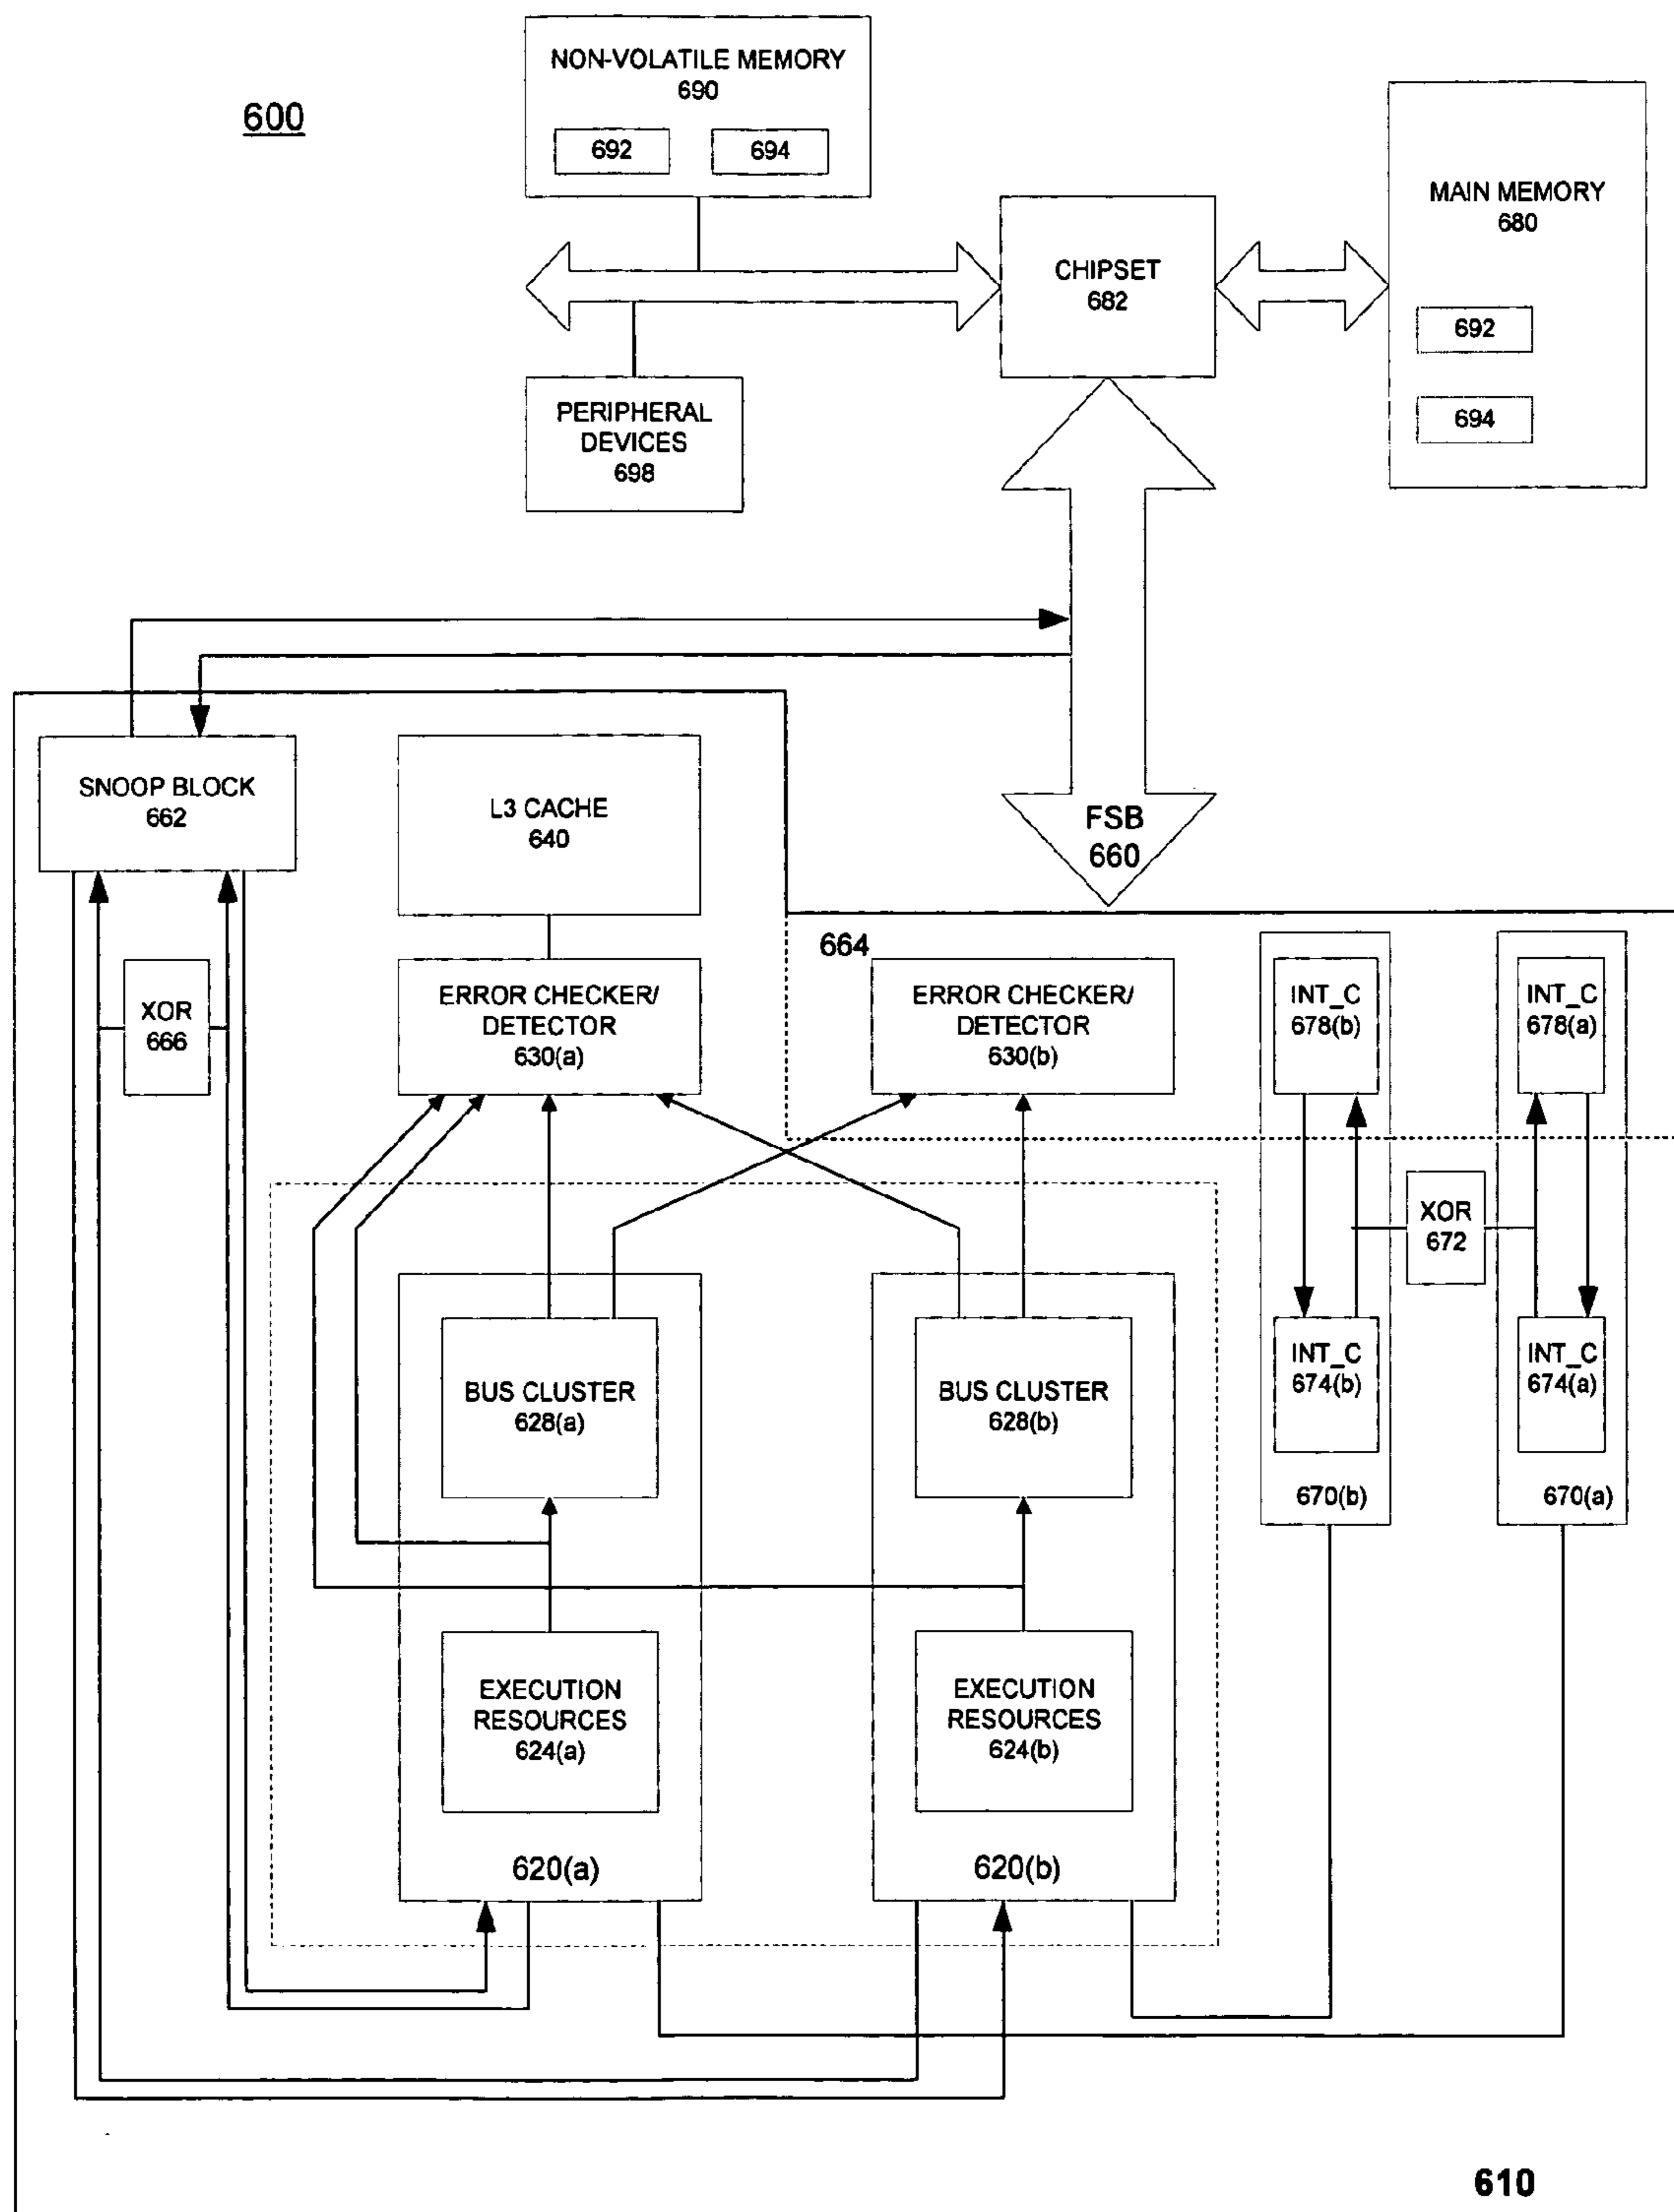 600
NON-VOLATILE MEMORY
690
692
694
CHIPSET
682
MAIN MEMORY
680
692
694
PERIPHERAL
DEVICES
698
SNOOP BLOCK
662
L3 CACHE
640
FSB
660
664
XOR
666
ERROR CHECKER/
DETECTOR
630(a)
ERROR CHECKER/
DETECTOR
630(b)
INT_C
678(b)
INT_C
678(a)
XOR
672
BUS CLUSTER
628(a)
BUS CLUSTER
628(b)
INT_C
674(b)
INT_C
674(a)
670(b)
670(a)
EXECUTION
RESOURCES
624(a)
EXECUTION
RESOURCES
624(b)
620(a)
620(b)
610